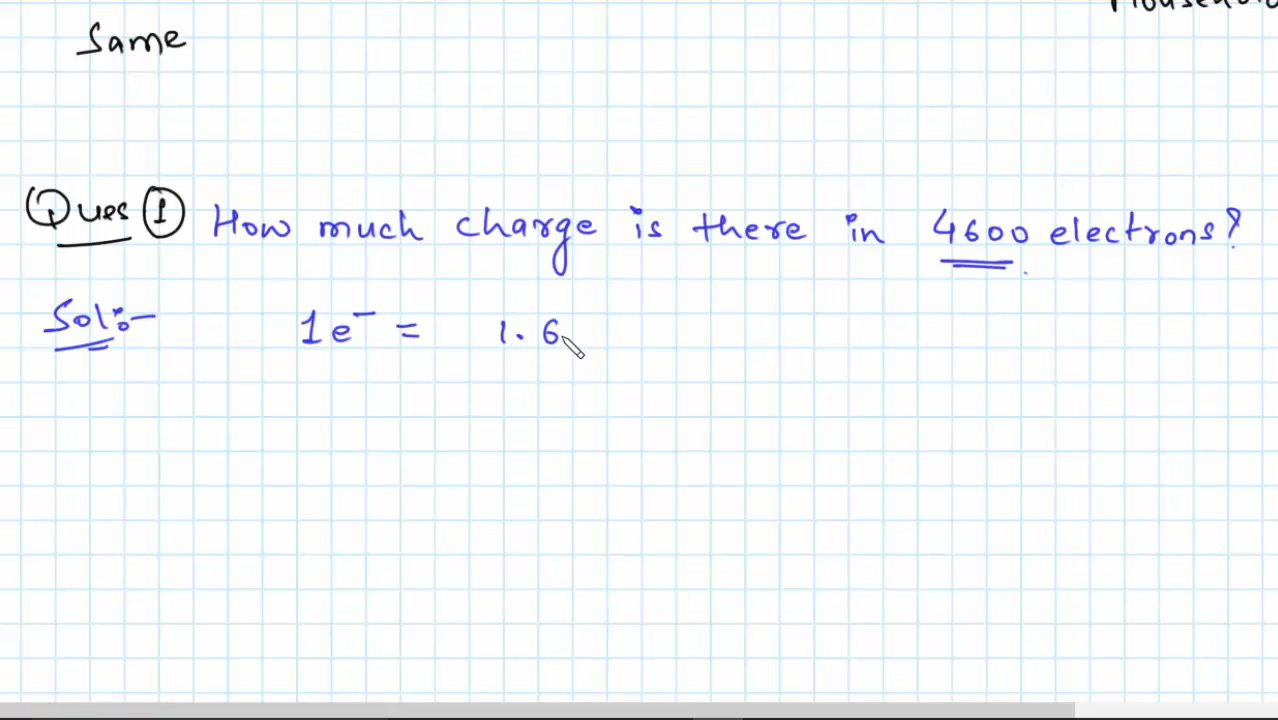 Same
Ques ① How much charge is there in 4600 electrons?
Sol:- 1e⁻ = 1.6